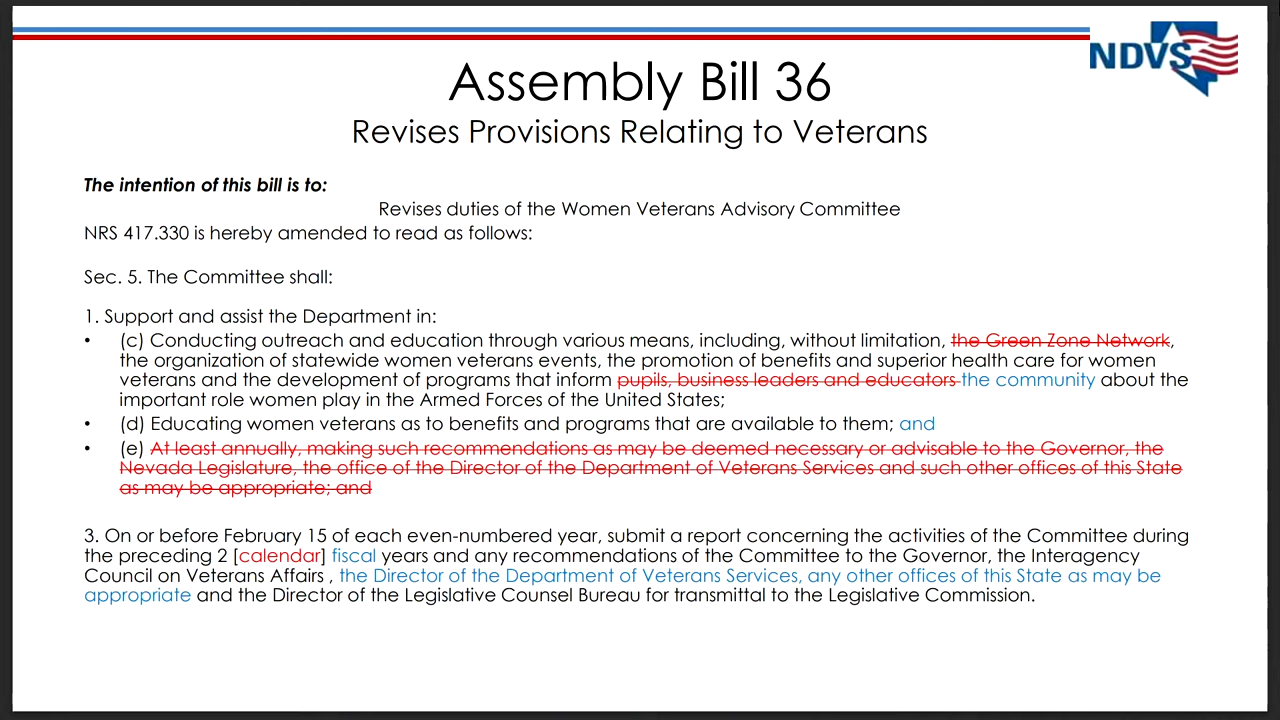 NDVS
Assembly Bill 36
Revises Provisions Relating to Veterans
The intention of this bill is to:
Revises duties of the Women Veterans Advisory Committee
NRS 417.330 is hereby amended to read as follows:
Sec. 5. The Committee shall:
1. Support and assist the Department in:
• (c) Conducting outreach and education through various means, including, without limitation, the Green Zone Network,
the organization of statewide women veterans events, the promotion of benefits and superior health care for women
veterans and the development of programs that inform pupils, business leaders and educators the community about the
important role women play in the Armed Forces of the United States;
• (d) Educating women veterans as to benefits and programs that are available to them; and
• (e) At least annually, making such recommendations as may be deemed necessary or advisable to the Governor, the
Nevada Legislature, the office of the Director of the Department of Veterans Services and such other offices of this State
as may be appropriate; and
3. On or before February 15 of each even-numbered year, submit a report concerning the activities of the Committee during
the preceding 2 [calendar] fiscal years and any recommendations of the Committee to the Governor, the Interagency
Council on Veterans Affairs , the Director of the Department of Veterans Services, any other offices of this State as may be
appropriate and the Director of the Legislative Counsel Bureau for transmittal to the Legislative Commission.